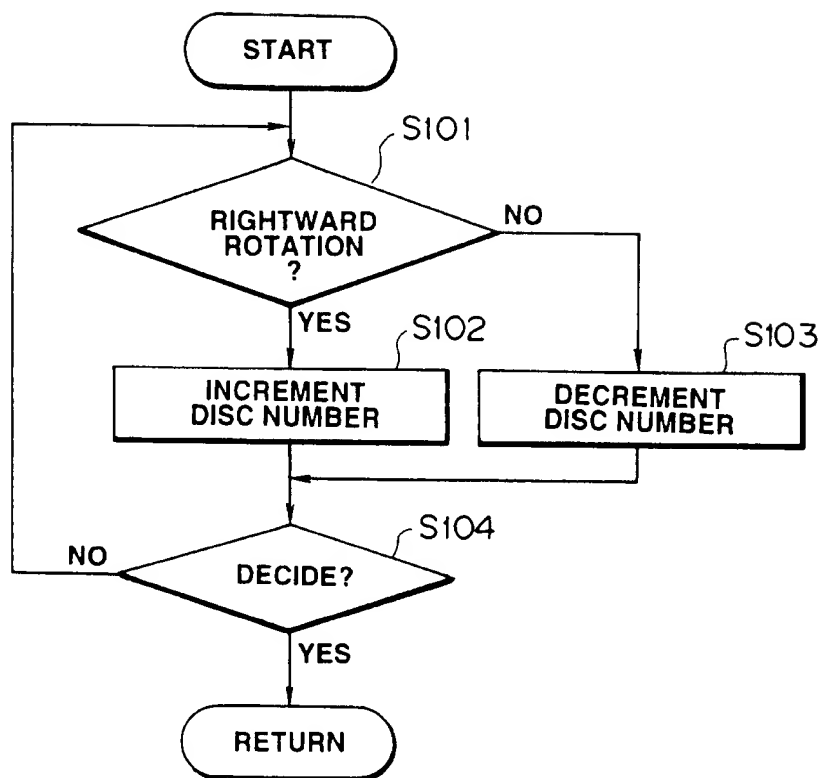 START
S101
RIGHTWARD
ROTATION
?
NO
YES
S102
INCREMENT
DISC NUMBER
S103
DECREMENT
DISC NUMBER
S104
DECIDE?
NO
YES
RETURN